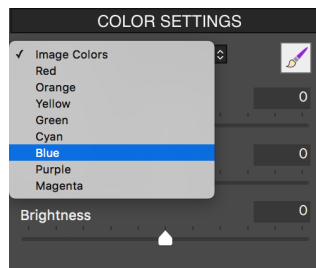 COLOR SETTINGS
✓ Image Colors
Red
Orange
0
Yellow
Green
Cyan
Blue
0
Purple
Magenta
Brightness 0